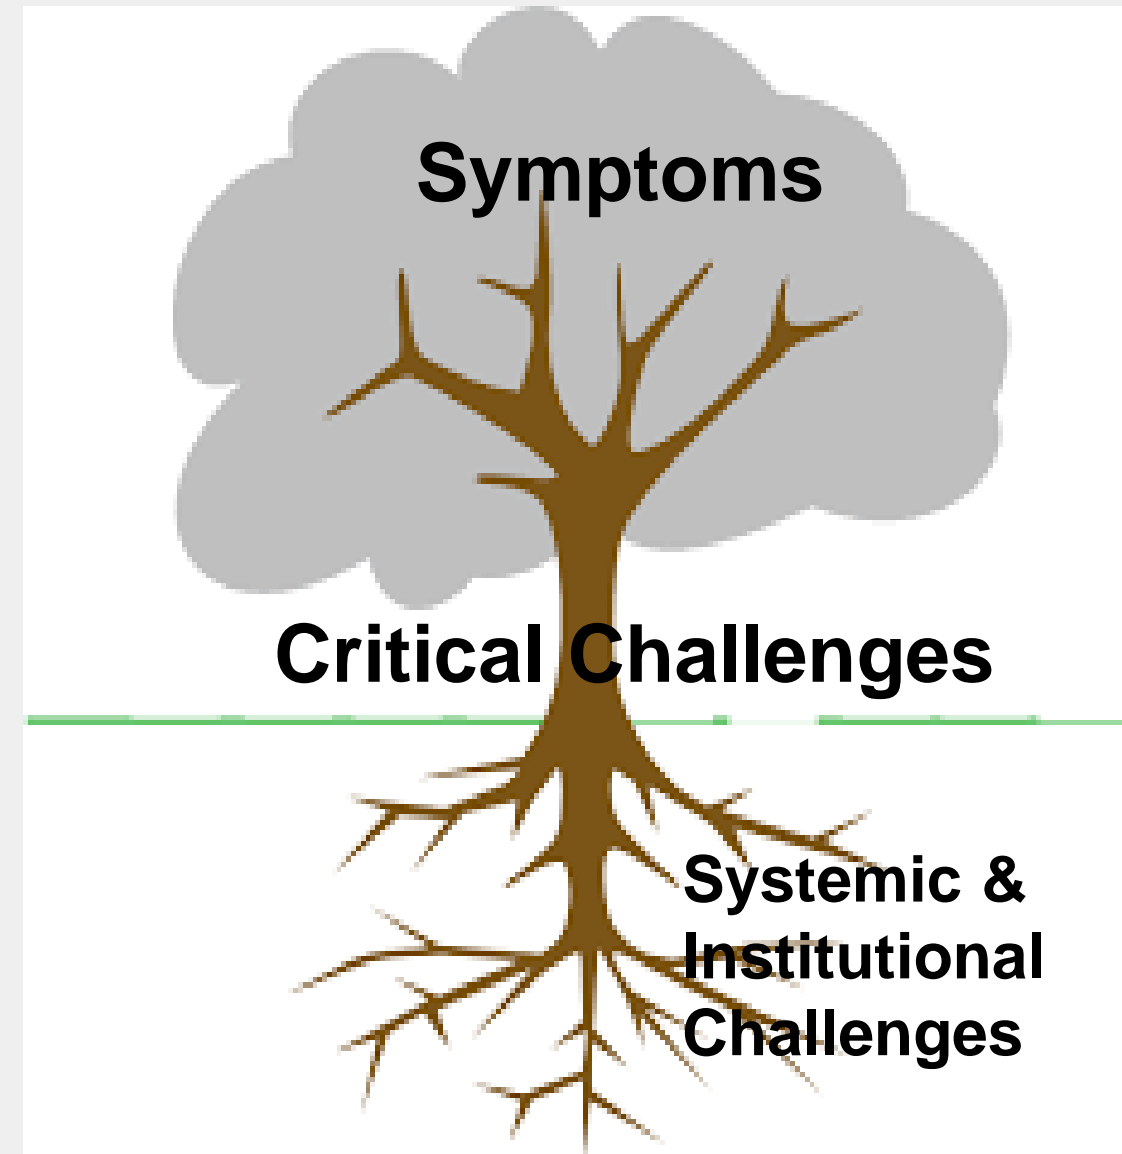 Symptoms
Critical Challenges
Systemic &
Institutional
Challenges